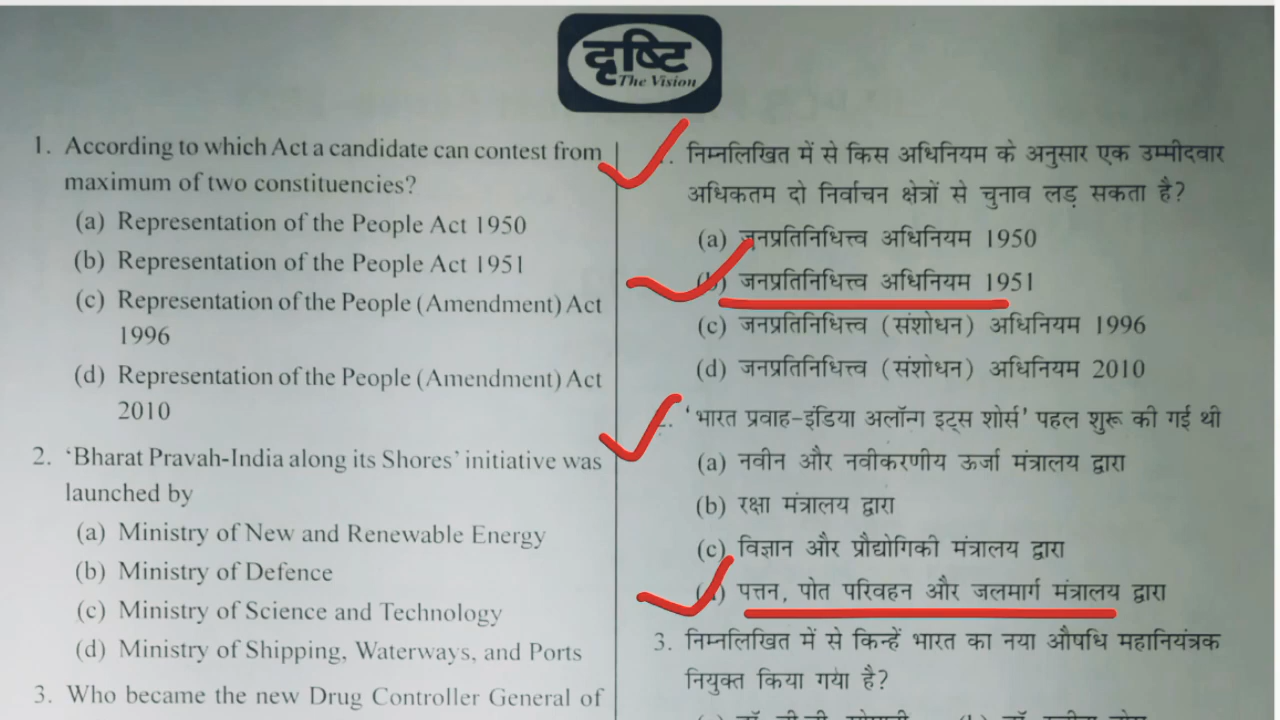 दृष्टि
The Vision
1. According to which Act a candidate can contest from
maximum of two constituencies?
(a) Representation of the People Act 1950
(b) Representation of the People Act 1951
(c) Representation of the People (Amendment) Act
1996
(d) Representation of the People (Amendment) Act
2010
2. ‘Bharat Pravah-India along its Shores’ initiative was
launched by
(a) Ministry of New and Renewable Energy
(b) Ministry of Defence
(c) Ministry of Science and Technology
(d) Ministry of Shipping, Waterways, and Ports
3. Who became the new Drug Controller General of
निम्नलिखित में से किस अधिनियम के अनुसार एक उम्मीदवार
अधिकतम दो निर्वाचन क्षेत्रों से चुनाव लड़ सकता है?
(a) जनप्रतिनिधित्त्व अधिनियम 1950
(b) जनप्रतिनिधित्त्व अधिनियम 1951
(c) जनप्रतिनिधित्त्व (संशोधन) अधिनियम 1996
(d) जनप्रतिनिधित्त्व (संशोधन) अधिनियम 2010
‘भारत प्रवाह-इंडिया अलॉन्ग इट्स शोर्स’ पहल शुरू की गई थी
(a) नवीन और नवीकरणीय ऊर्जा मंत्रालय द्वारा
(b) रक्षा मंत्रालय द्वारा
(c) विज्ञान और प्रौद्योगिकी मंत्रालय द्वारा
पत्तन, पोत परिवहन और जलमार्ग मंत्रालय द्वारा
3. निम्नलिखित में से किन्हें भारत का नया औषधि महानियंत्रक
नियुक्त किया गया है?